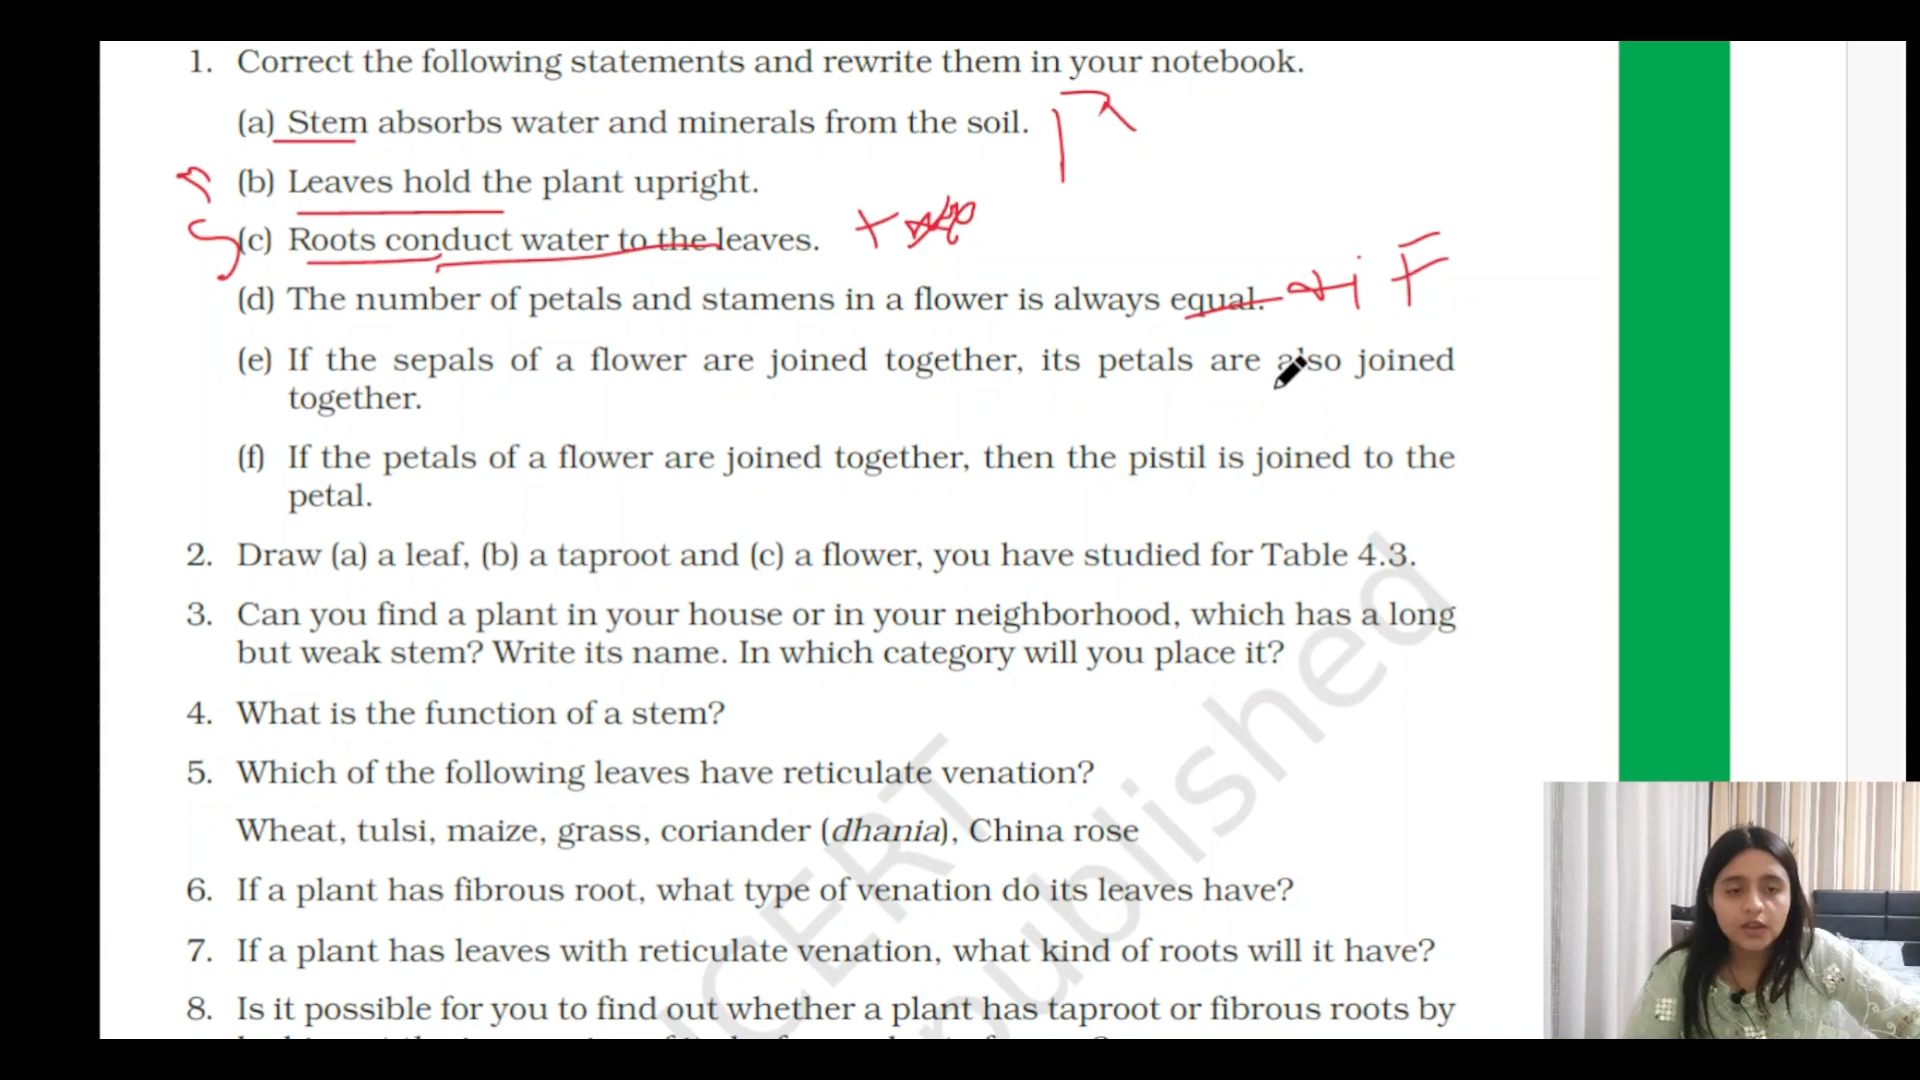 1. Correct the following statements and rewrite them in your notebook.
(a) Stem absorbs water and minerals from the soil.
(b) Leaves hold the plant upright.
(c) Roots conduct water to the leaves.
(d) The number of petals and stamens in a flower is always equal.
(e) If the sepals of a flower are joined together, its petals are also joined
together.
(f) If the petals of a flower are joined together, then the pistil is joined to the
petal.
2. Draw (a) a leaf, (b) a taproot and (c) a flower, you have studied for Table 4.3.
3. Can you find a plant in your house or in your neighborhood, which has a long
but weak stem? Write its name. In which category will you place it?
4. What is the function of a stem?
5. Which of the following leaves have reticulate venation?
Wheat, tulsi, maize, grass, coriander (dhania), China rose
6. If a plant has fibrous root, what type of venation do its leaves have?
7. If a plant has leaves with reticulate venation, what kind of roots will it have?
8. Is it possible for you to find out whether a plant has taproot or fibrous roots by
NCERT
published